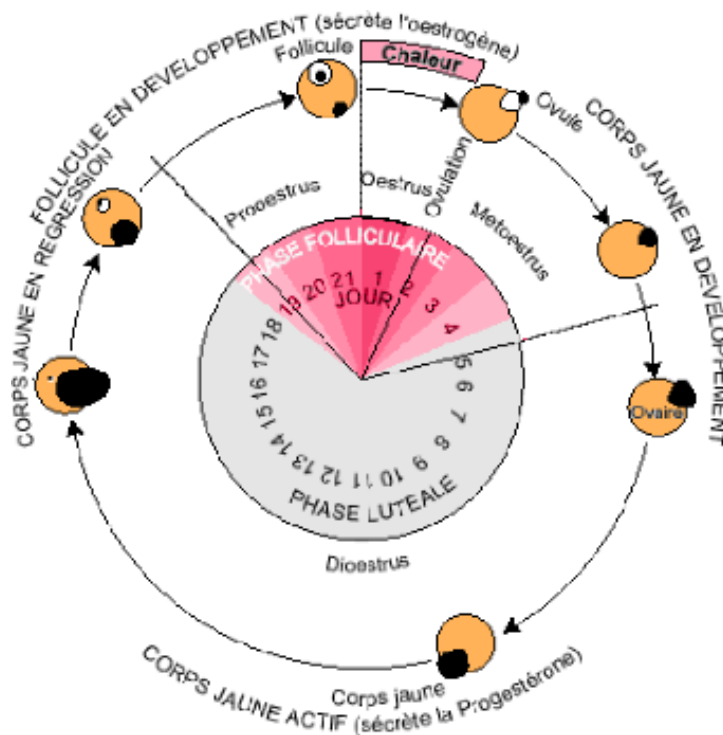 FOLLICULE EN DEVELOPPEMENT (sécrète l'oestrogène)
Follicule
Chaleur
Ovule
Ovulation
CORPS JAUNE EN DEVELOPPEMENT
CORPS JAUNE EN REGRESSION
Prooestrus
Oestrus
Metoestrus
PHASE FOLLICULAIRE
JOUR
1
2
3
4
5
6
7
8
9
10
11
12
13
14
15
16
17
18
19
20
21
PHASE LUTEALE
Ovaire
Dioestrus
Corps jaune
CORPS JAUNE ACTIF (sécrète la Progestérone)